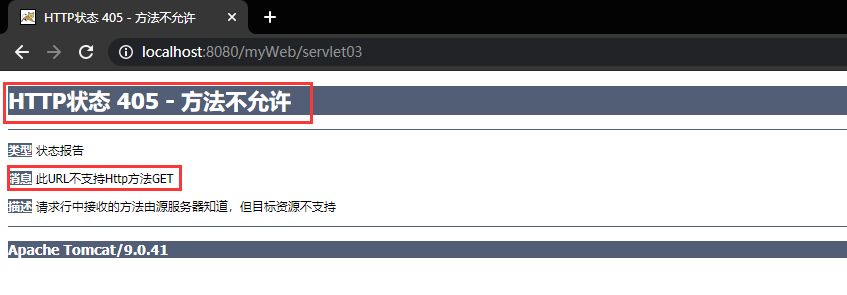 HTTP状态 405 - 方法不允许
localhost:8080/myWeb/servlet03
HTTP状态 405 - 方法不允许
类型 状态报告
消息 此URL不支持Http方法GET
描述 请求行中接收的方法由源服务器知道，但目标资源不支持
Apache Tomcat/9.0.41